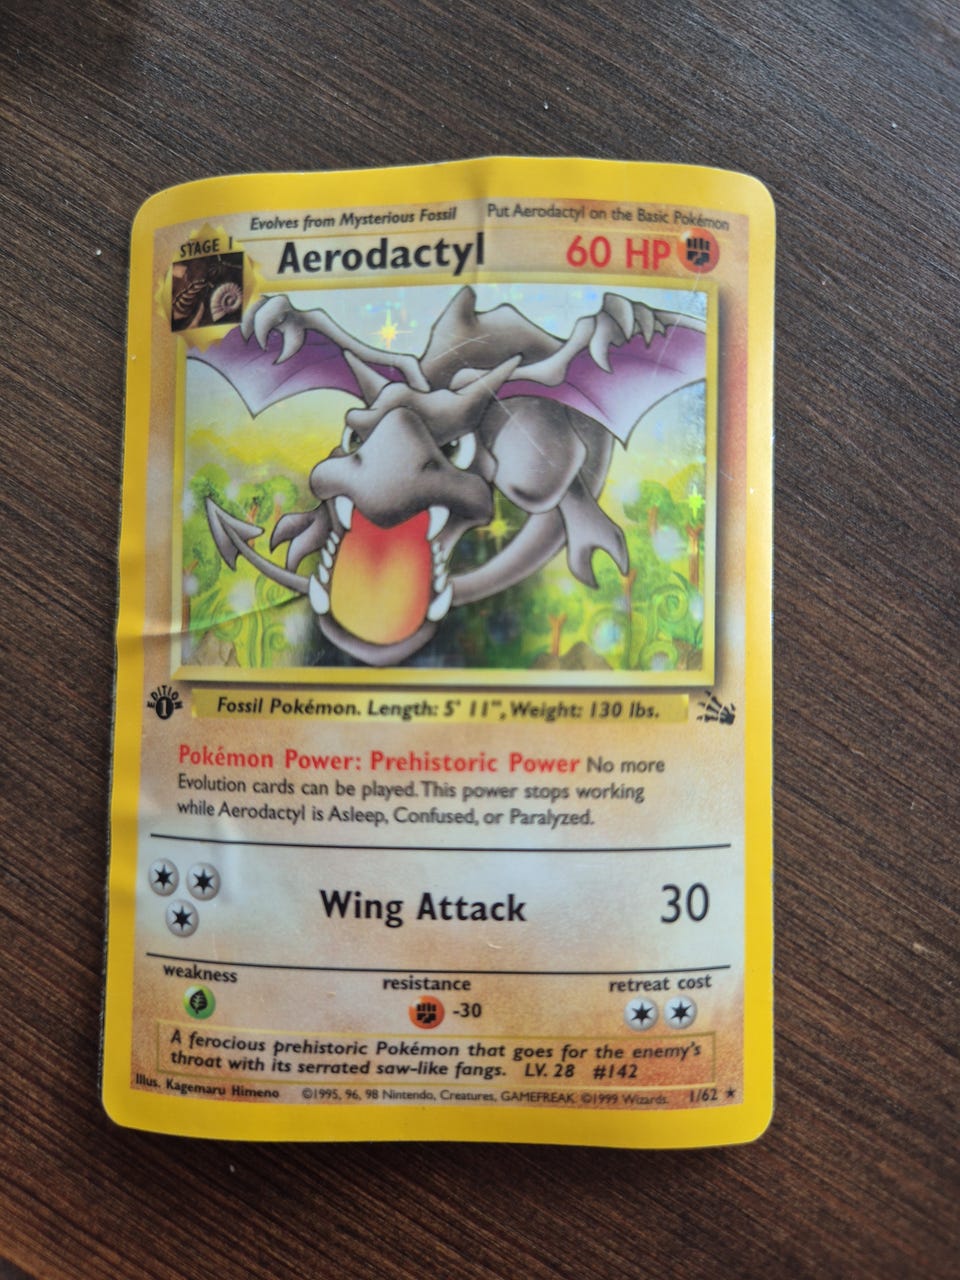 Evolves from Mysterious Fossil Put Aerodactyl on the Basic Pokémon
STAGE 1
Aerodactyl 60 HP
EDITION
1
Fossil Pokémon. Length: 5' 11", Weight: 130 lbs.
Pokémon Power: Prehistoric Power No more
Evolution cards can be played. This power stops working
while Aerodactyl is Asleep, Confused, or Paralyzed.
Wing Attack 30
weakness resistance retreat cost
-30
A ferocious prehistoric Pokémon that goes for the enemy's
throat with its serrated saw-like fangs. LV. 28 #142
Illus. Kagemaru Himeno ©1995, 96, 98 Nintendo, Creatures, GAMEFREAK. ©1999 Wizards. 1/62 ★